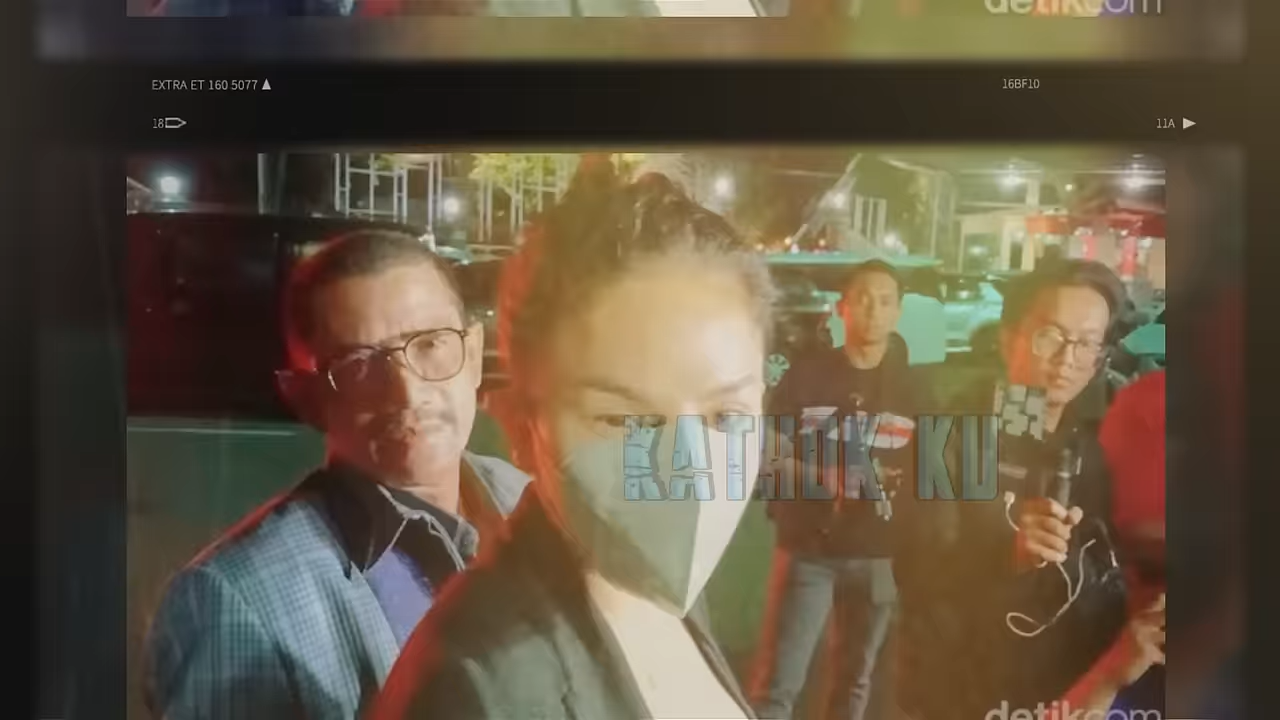 detikcom
EXTRA ET 160 5077
16BF10
18
11A
KATHOK KU
detikcom